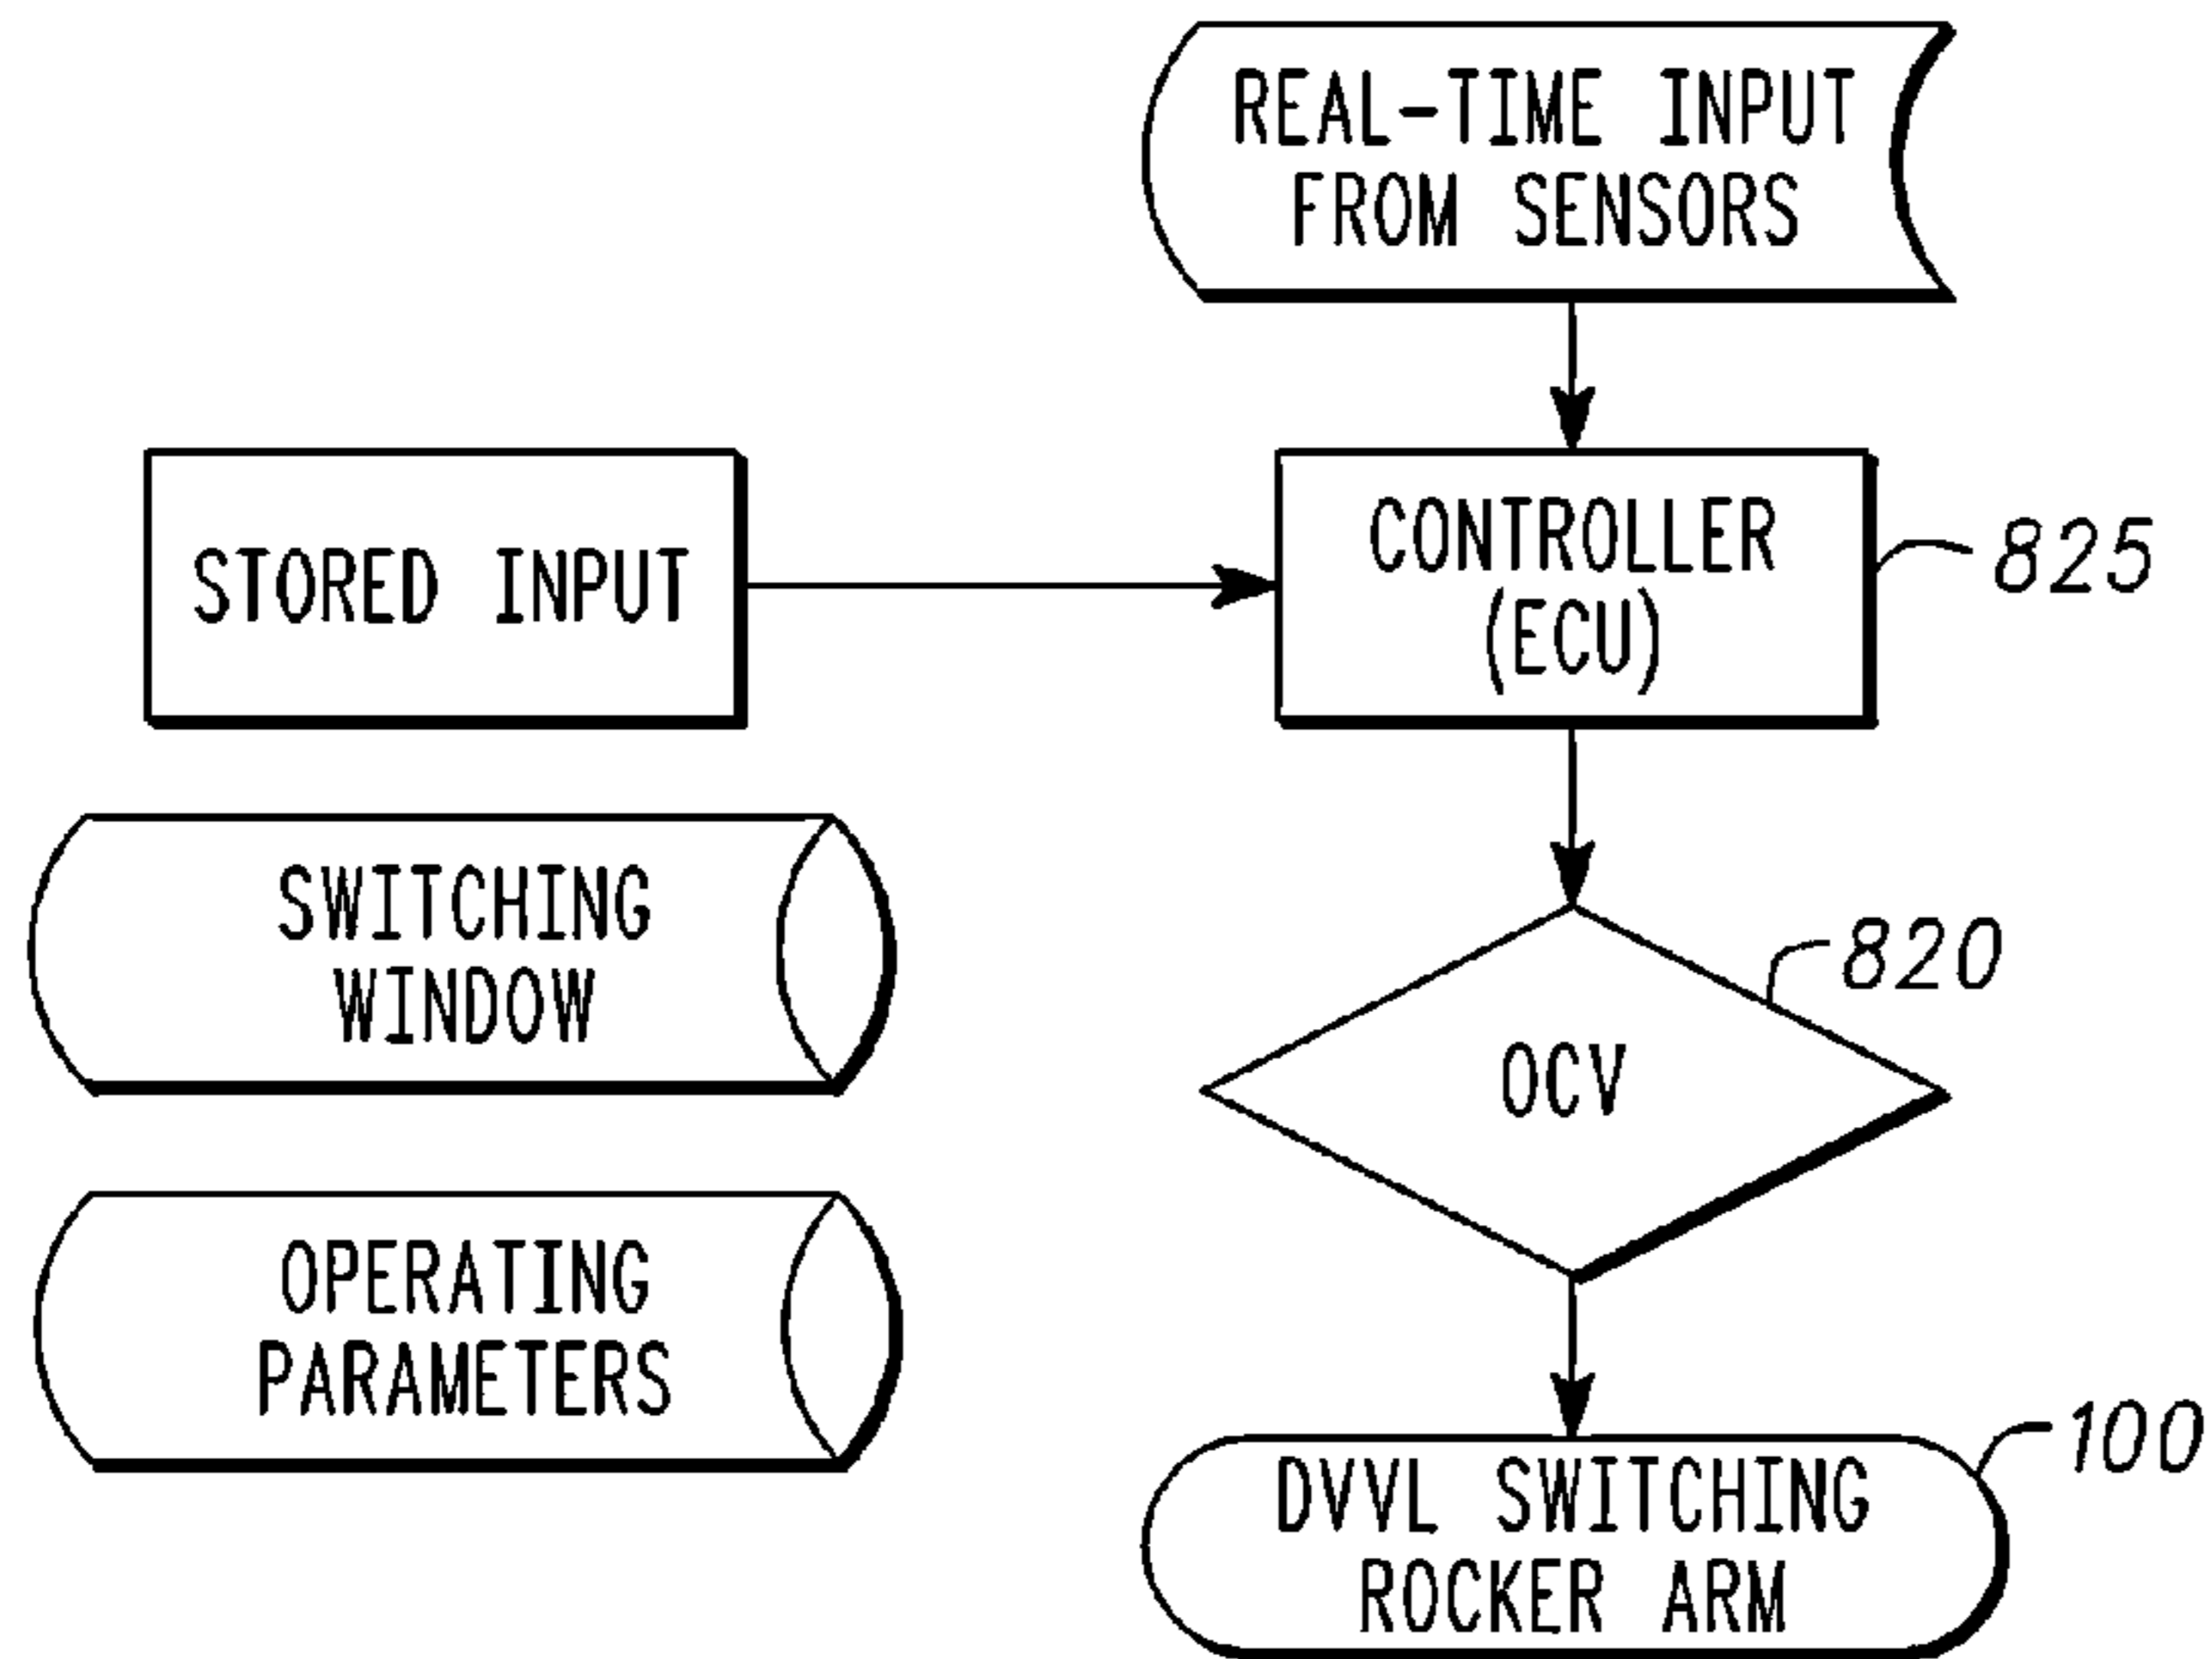 REAL-TIME INPUT
FROM SENSORS
STORED INPUT
CONTROLLER
(ECU)
825
SWITCHING
WINDOW
820
OCV
OPERATING
PARAMETERS
100
DVVL SWITCHING
ROCKER ARM